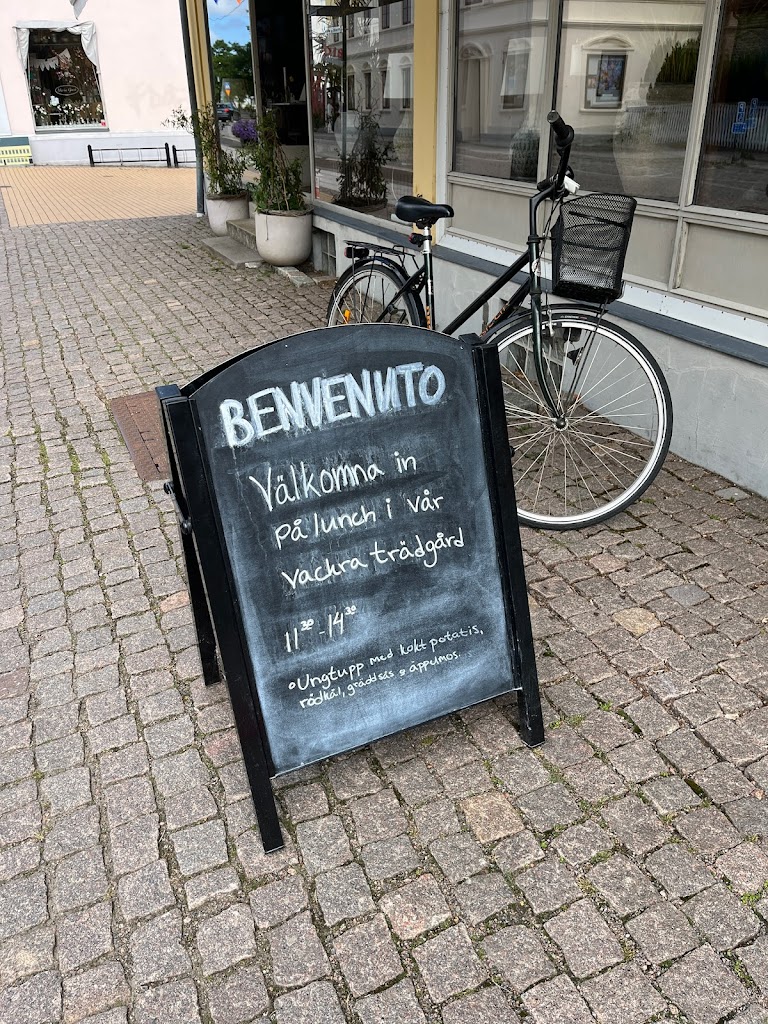 BENVENUTO
Välkomna in
på lunch i vår
vackra trädgård
11³⁰-14³⁰
•Ungtupp med kokt potatis,
rödkål, gräddsås & äppelmos.